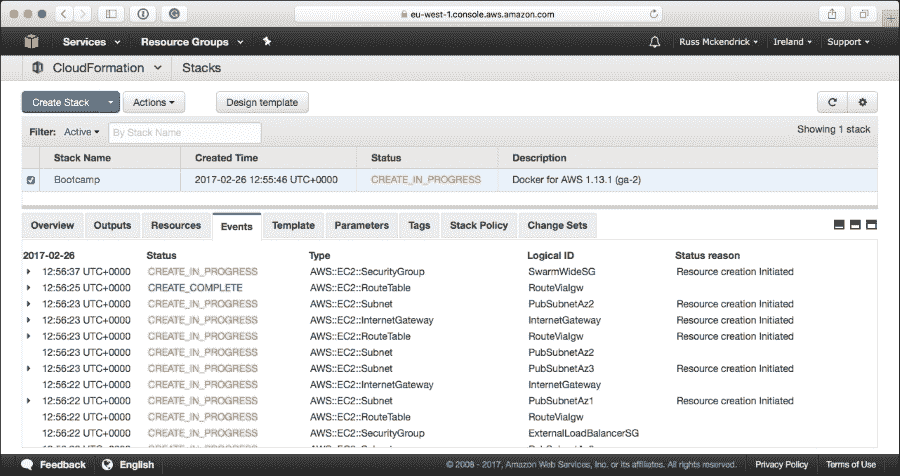 eu-west-1.console.aws.amazon.com
Services Resource Groups Russ Mckendrick Ireland Support
CloudFormation Stacks
Create Stack Actions Design template
Filter: Active By Stack Name Showing 1 stack
Stack Name Created Time Status Description
Bootcamp 2017-02-26 12:55:46 UTC+0000 CREATE_IN_PROGRESS Docker for AWS 1.13.1 (ga-2)
Overview Outputs Resources Events Template Parameters Tags Stack Policy Change Sets
2017-02-26 Status Type Logical ID Status reason
12:56:37 UTC+0000 CREATE_IN_PROGRESS AWS::EC2::SecurityGroup SwarmWideSG Resource creation Initiated
12:56:25 UTC+0000 CREATE_COMPLETE AWS::EC2::RouteTable RouteViaIgw
12:56:23 UTC+0000 CREATE_IN_PROGRESS AWS::EC2::Subnet PubSubnetAz2 Resource creation Initiated
12:56:23 UTC+0000 CREATE_IN_PROGRESS AWS::EC2::InternetGateway InternetGateway Resource creation Initiated
12:56:23 UTC+0000 CREATE_IN_PROGRESS AWS::EC2::RouteTable RouteViaIgw Resource creation Initiated
12:56:23 UTC+0000 CREATE_IN_PROGRESS AWS::EC2::Subnet PubSubnetAz2
12:56:23 UTC+0000 CREATE_IN_PROGRESS AWS::EC2::Subnet PubSubnetAz3 Resource creation Initiated
12:56:22 UTC+0000 CREATE_IN_PROGRESS AWS::EC2::InternetGateway InternetGateway
12:56:22 UTC+0000 CREATE_IN_PROGRESS AWS::EC2::Subnet PubSubnetAz1 Resource creation Initiated
12:56:22 UTC+0000 CREATE_IN_PROGRESS AWS::EC2::RouteTable RouteViaIgw
12:56:22 UTC+0000 CREATE_IN_PROGRESS AWS::EC2::SecurityGroup ExternalLoadBalancerSG
Feedback English © 2008 - 2017, Amazon Web Services, Inc. or its affiliates. All rights reserved. Privacy Policy Terms of Use